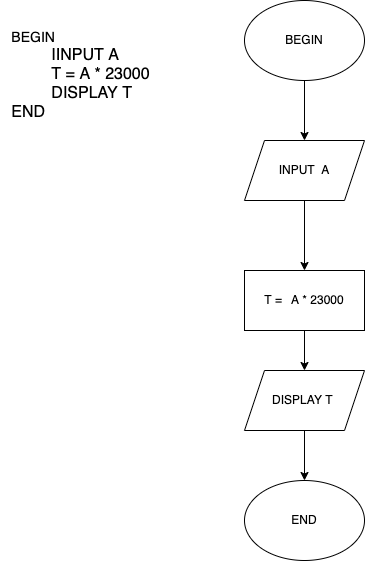 BEGIN
IINPUT A
T = A * 23000
DISPLAY T
END
BEGIN
INPUT A
T = A * 23000
DISPLAY T
END